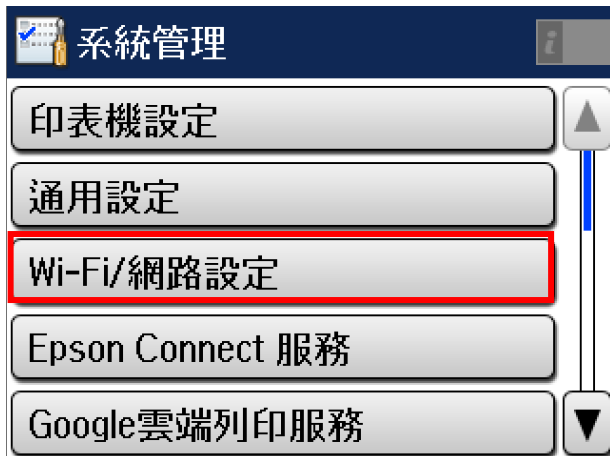 系統管理
i
印表機設定
通用設定
Wi-Fi/網路設定
Epson Connect 服務
Google雲端列印服務